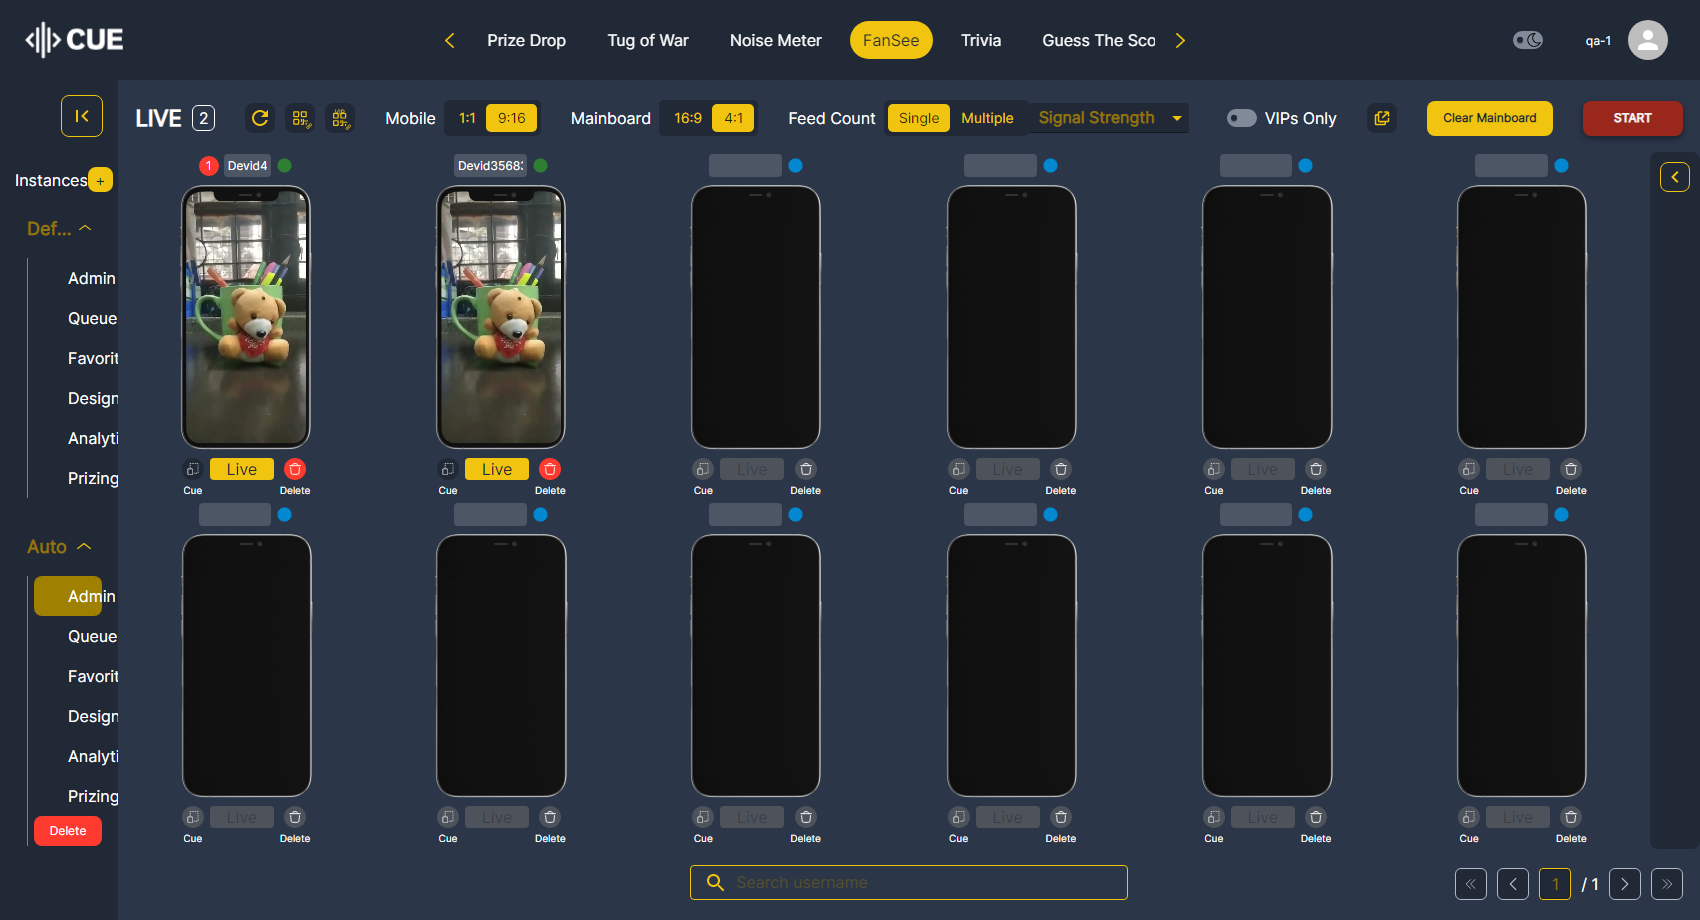 CUE
Prize Drop
Tug of War
Noise Meter
FanSee
Trivia
Guess The Sco
qa-1
LIVE 2
Mobile 1:1 9:16
Mainboard 16:9 4:1
Feed Count Single Multiple
Signal Strength
VIPs Only
Clear Mainboard
START
Instances +
Def...
Admin
Queue
Favorit
Design
Analyti
Prizing
Auto
Admin
Queue
Favorit
Design
Analyti
Prizing
Delete
1 Devid4
Devid3568
Live
Cue Delete
Live
Cue Delete
Live
Cue Delete
Live
Cue Delete
Live
Cue Delete
Live
Cue Delete
Live
Cue Delete
Live
Cue Delete
Live
Cue Delete
Live
Cue Delete
Live
Cue Delete
Live
Cue Delete
Search username
1 / 1